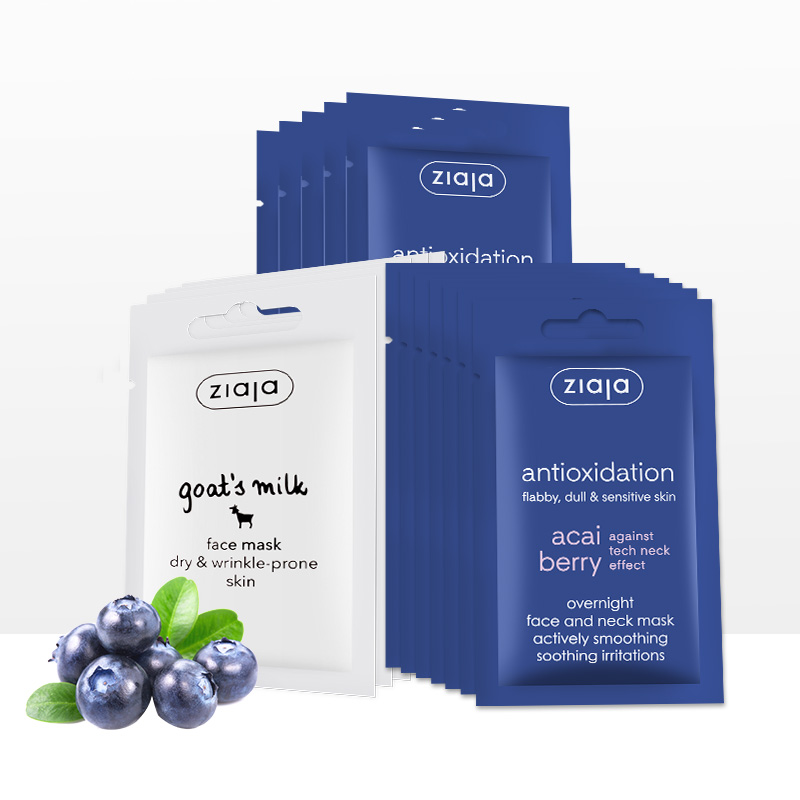 ziaja
antioxidation
ziaja
goat's milk
face mask
dry & wrinkle-prone
skin
ziaja
antioxidation
flabby, dull & sensitive skin
acai
berry
against
tech neck
effect
overnight
face and neck mask
actively smoothing
soothing irritations